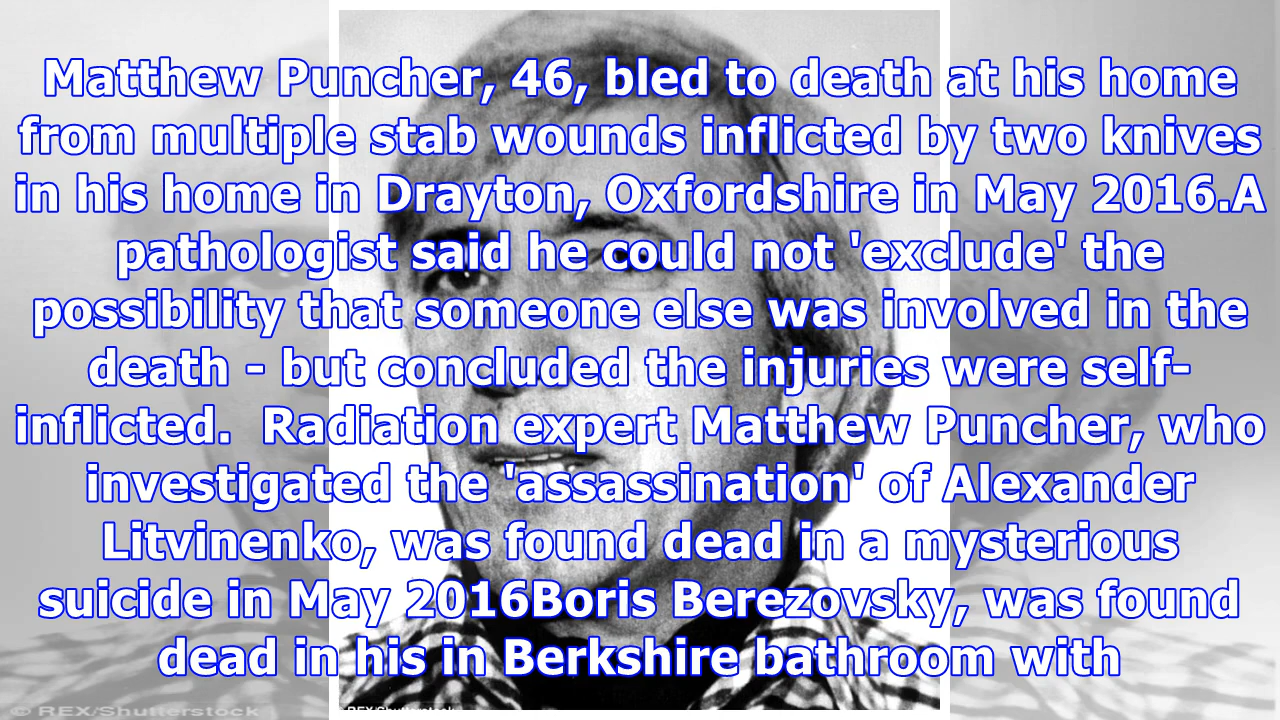 Matthew Puncher, 46, bled to death at his home
from multiple stab wounds inflicted by two knives
in his home in Drayton, Oxfordshire in May 2016.A
pathologist said he could not 'exclude' the
possibility that someone else was involved in the
death - but concluded the injuries were self-
inflicted.  Radiation expert Matthew Puncher, who
investigated the 'assassination' of Alexander
Litvinenko, was found dead in a mysterious
suicide in May 2016Boris Berezovsky, was found
dead in his in Berkshire bathroom with
© REX/Shutterstock
REX/Shutterstock